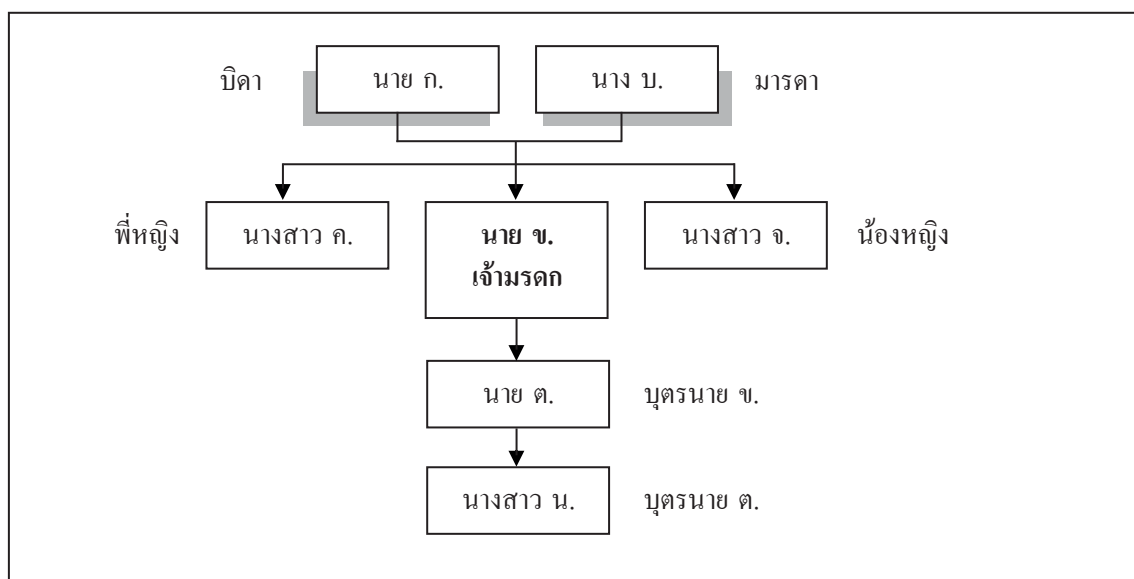 บิดา นาย ก. นาง บ. มารดา
พี่หญิง นางสาว ค. นาย ข. นางสาว จ. น้องหญิง
เจ้ามรดก
นาย ต. บุตรนาย ข.
นางสาว น. บุตรนาย ต.